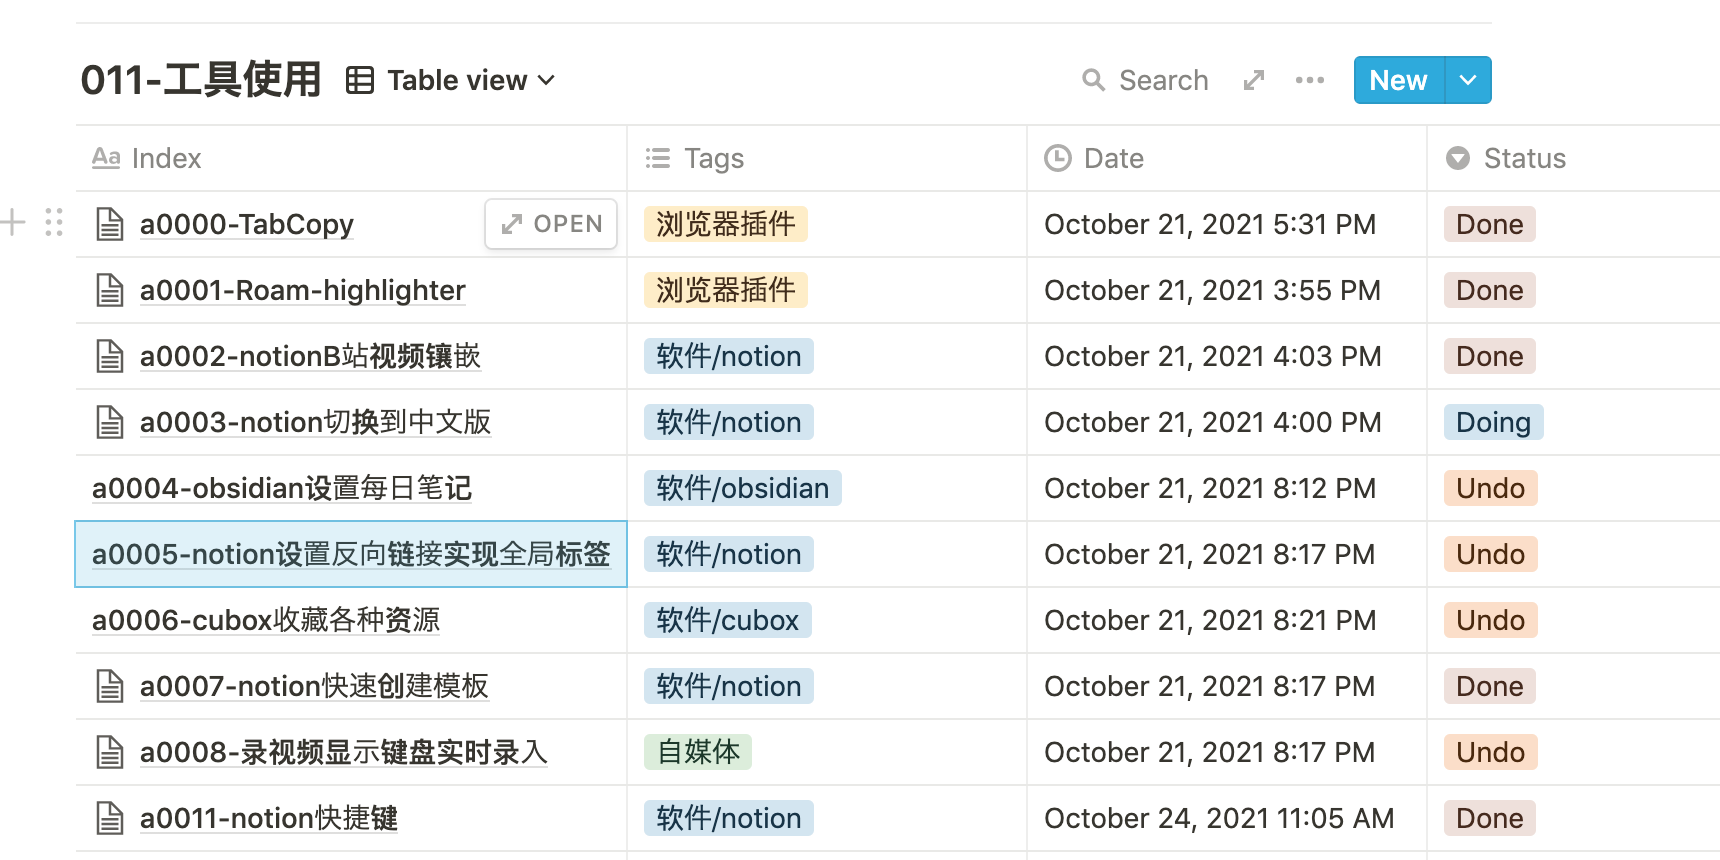 011-工具使用 Table view Search New
Aa Index Tags Date Status
a0000-TabCopy OPEN 浏览器插件 October 21, 2021 5:31 PM Done
a0001-Roam-highlighter 浏览器插件 October 21, 2021 3:55 PM Done
a0002-notionB站视频镶嵌 软件/notion October 21, 2021 4:03 PM Done
a0003-notion切换到中文版 软件/notion October 21, 2021 4:00 PM Doing
a0004-obsidian设置每日笔记 软件/obsidian October 21, 2021 8:12 PM Undo
a0005-notion设置反向链接实现全局标签 软件/notion October 21, 2021 8:17 PM Undo
a0006-cubox收藏各种资源 软件/cubox October 21, 2021 8:21 PM Undo
a0007-notion快速创建模板 软件/notion October 21, 2021 8:17 PM Done
a0008-录视频显示键盘实时录入 自媒体 October 21, 2021 8:17 PM Undo
a0011-notion快捷键 软件/notion October 24, 2021 11:05 AM Done